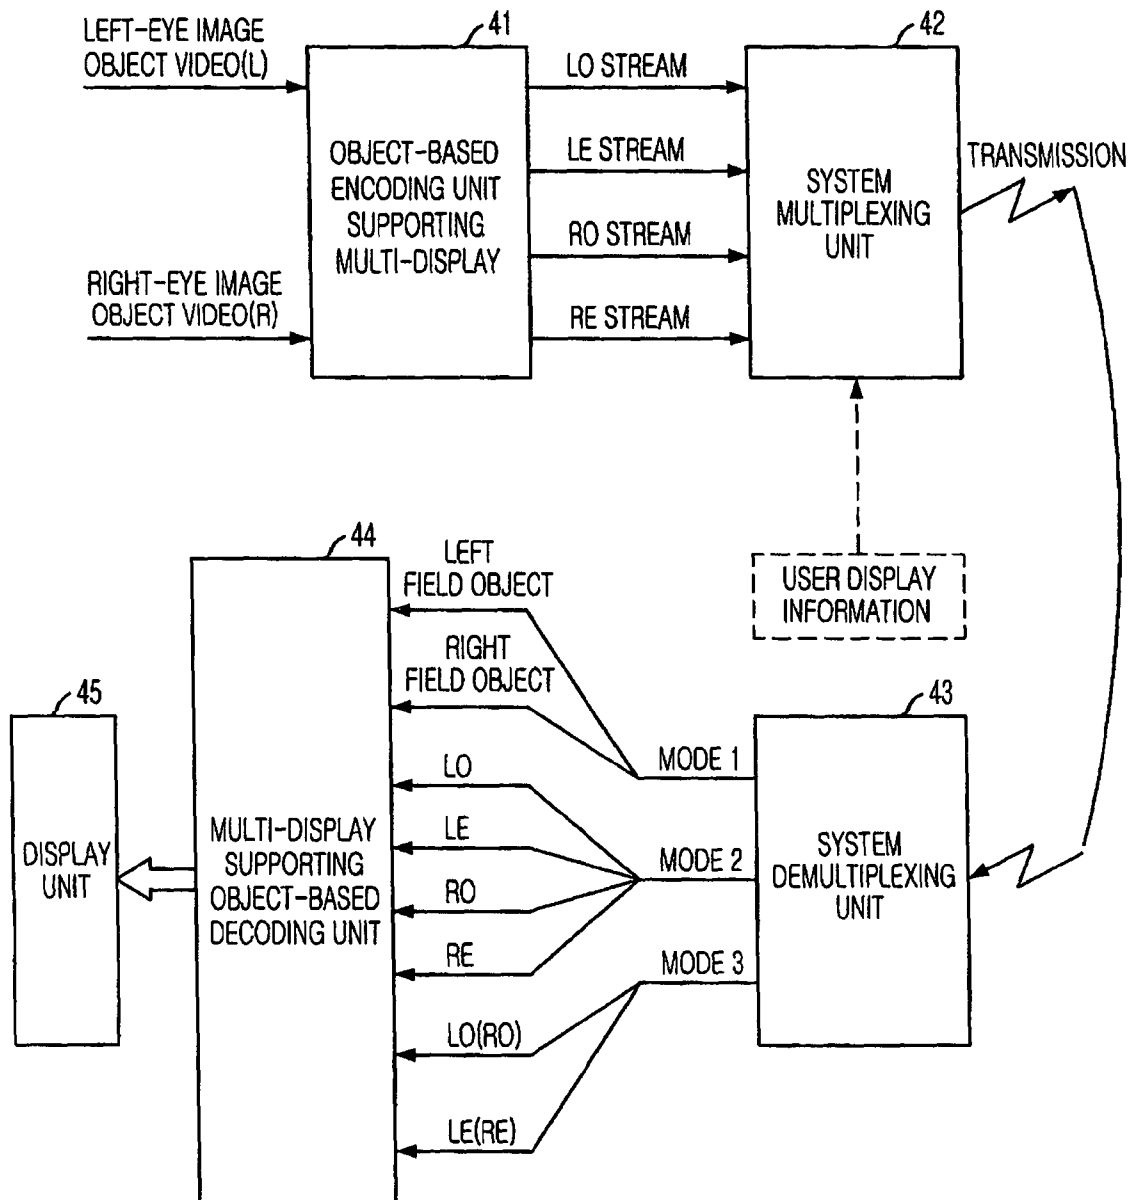 LEFT-EYE IMAGE
OBJECT VIDEO(L)
41
42
LO STREAM
LE STREAM
RO STREAM
RE STREAM
OBJECT-BASED
ENCODING UNIT
SUPPORTING
MULTI-DISPLAY
SYSTEM
MULTIPLEXING
UNIT
TRANSMISSION
RIGHT-EYE IMAGE
OBJECT VIDEO(R)
USER DISPLAY
INFORMATION
44
LEFT
FIELD OBJECT
RIGHT
FIELD OBJECT
45
43
MODE 1
LO
LE
MODE 2
RO
RE
MODE 3
LO(RO)
LE(RE)
DISPLAY
UNIT
MULTI-DISPLAY
SUPPORTING
OBJECT-BASED
DECODING UNIT
SYSTEM
DEMULTIPLEXING
UNIT